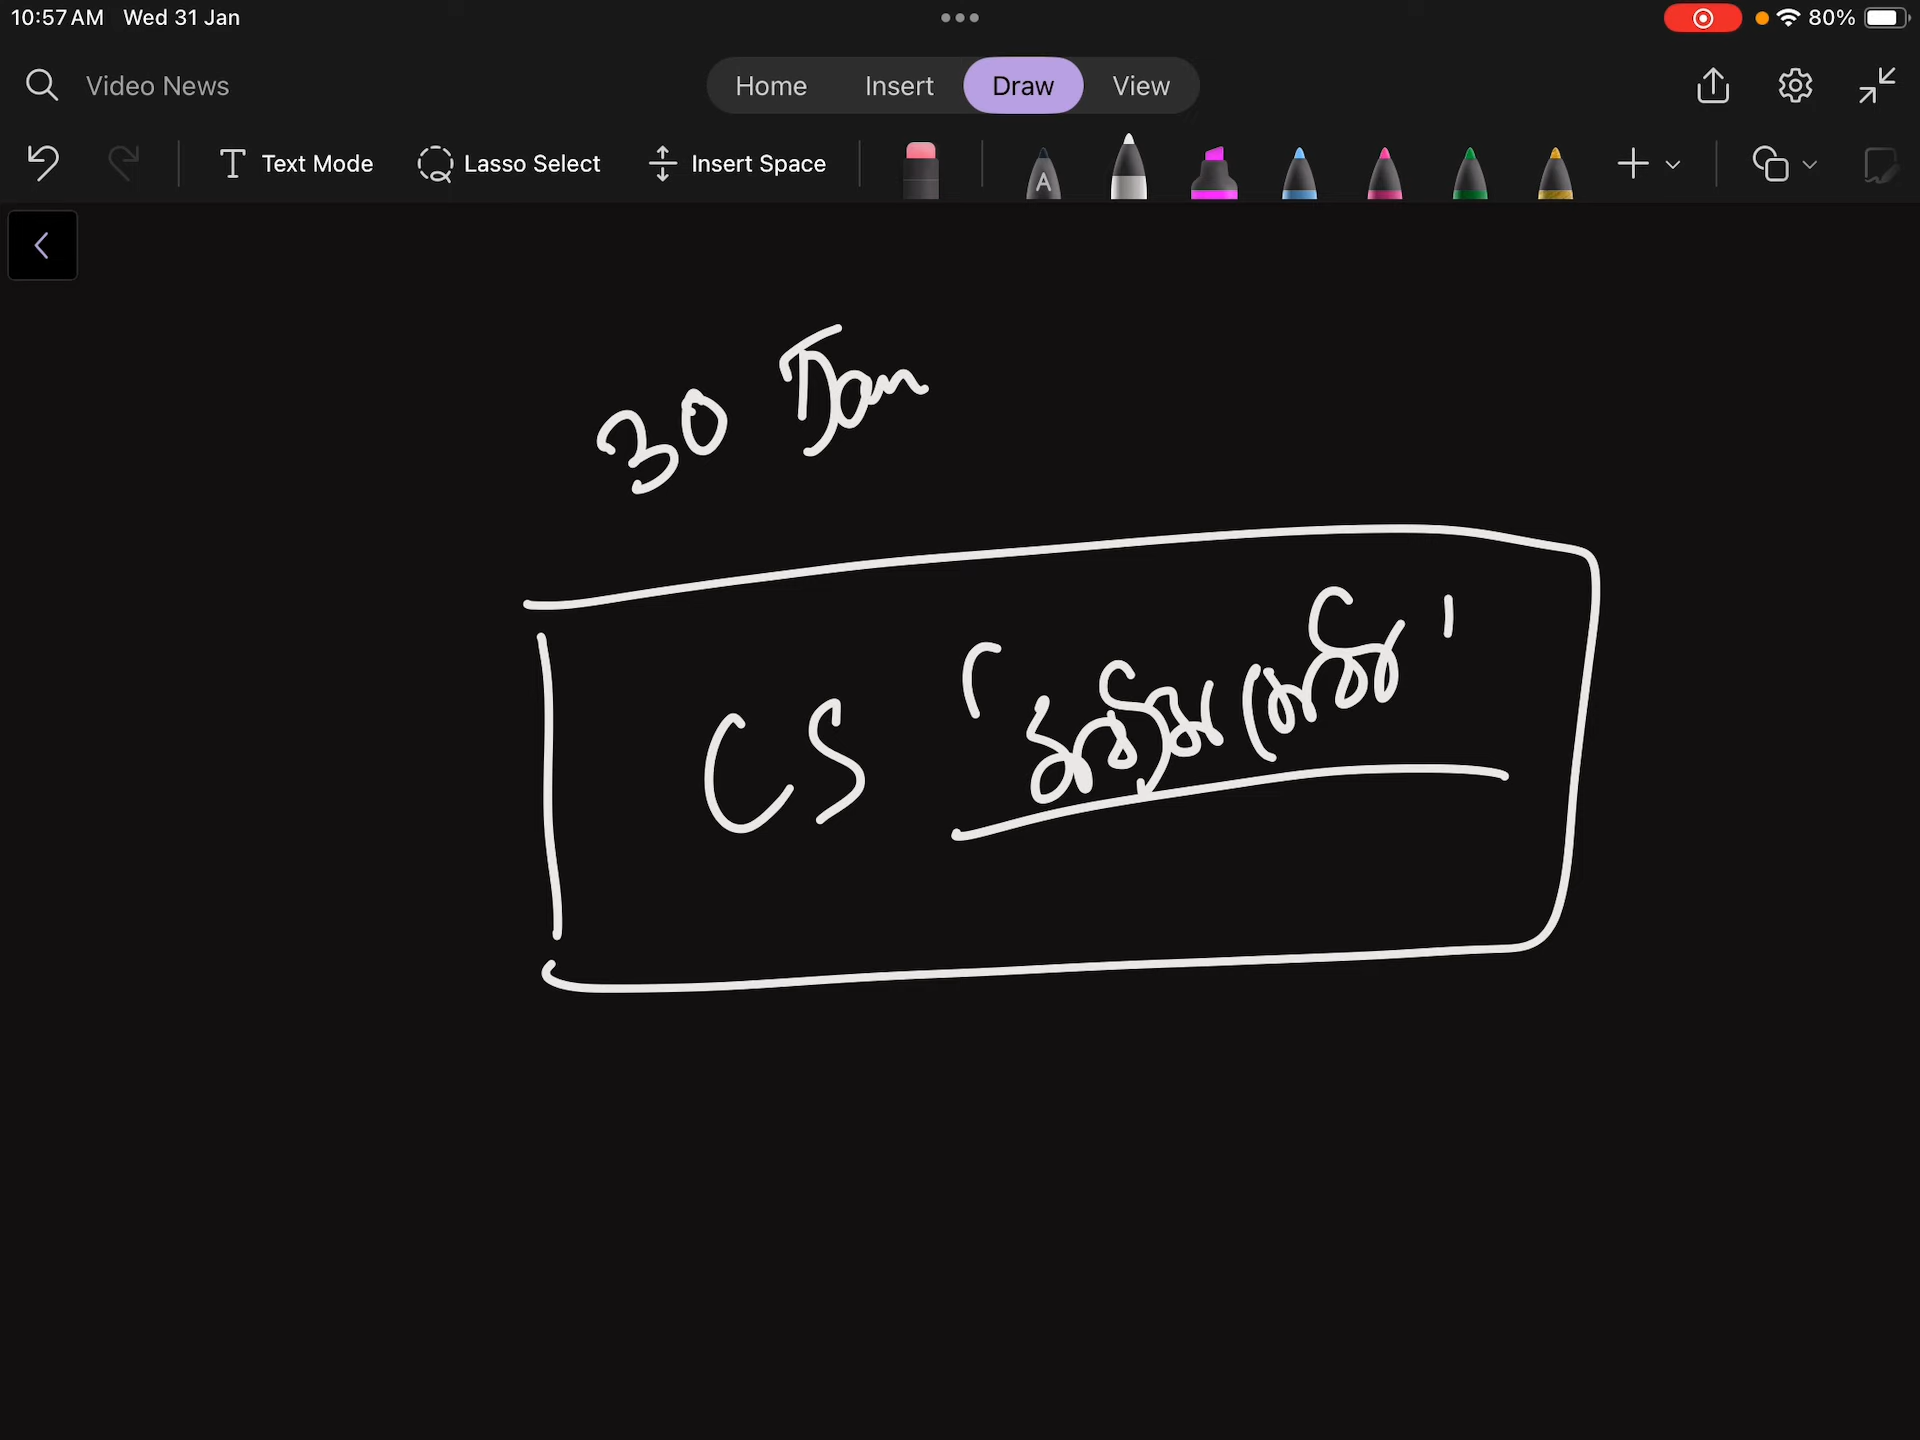 10:57 AM Wed 31 Jan
80%
Video News
Home Insert Draw View
Text Mode Lasso Select Insert Space
A
30 Jan
CS